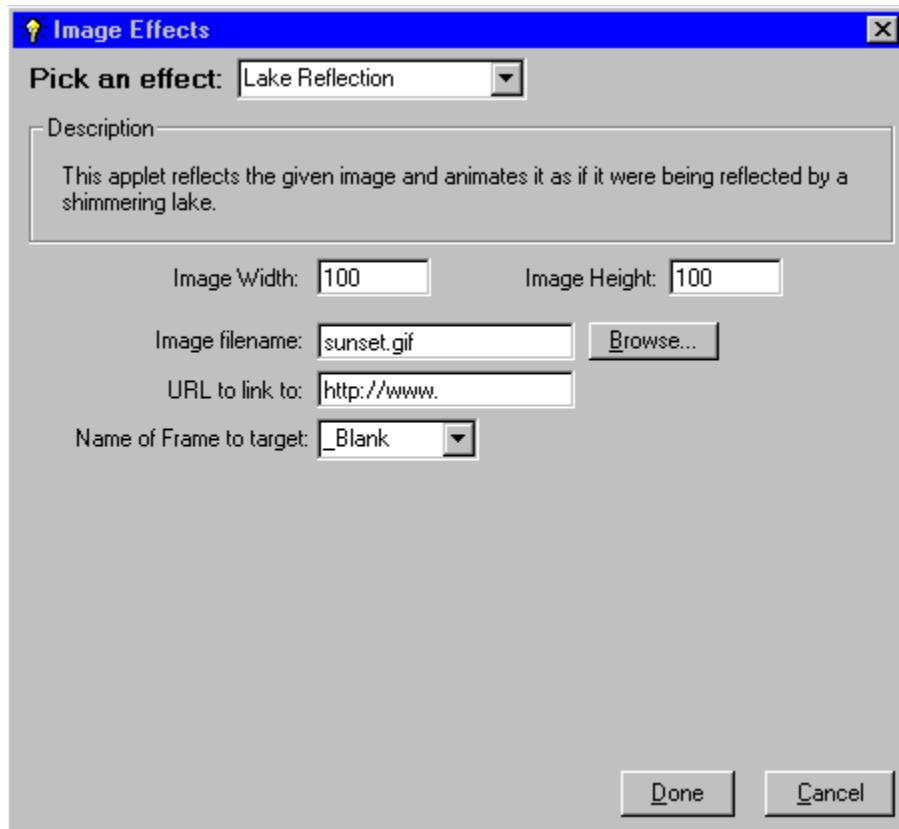 Image Effects
Pick an effect: Lake Reflection
Description
This applet reflects the given image and animates it as if it were being reflected by a
shimmering lake.
Image Width: 100 Image Height: 100
Image filename: sunset.gif Browse...
URL to link to: http://www.
Name of Frame to target: _Blank
Done Cancel